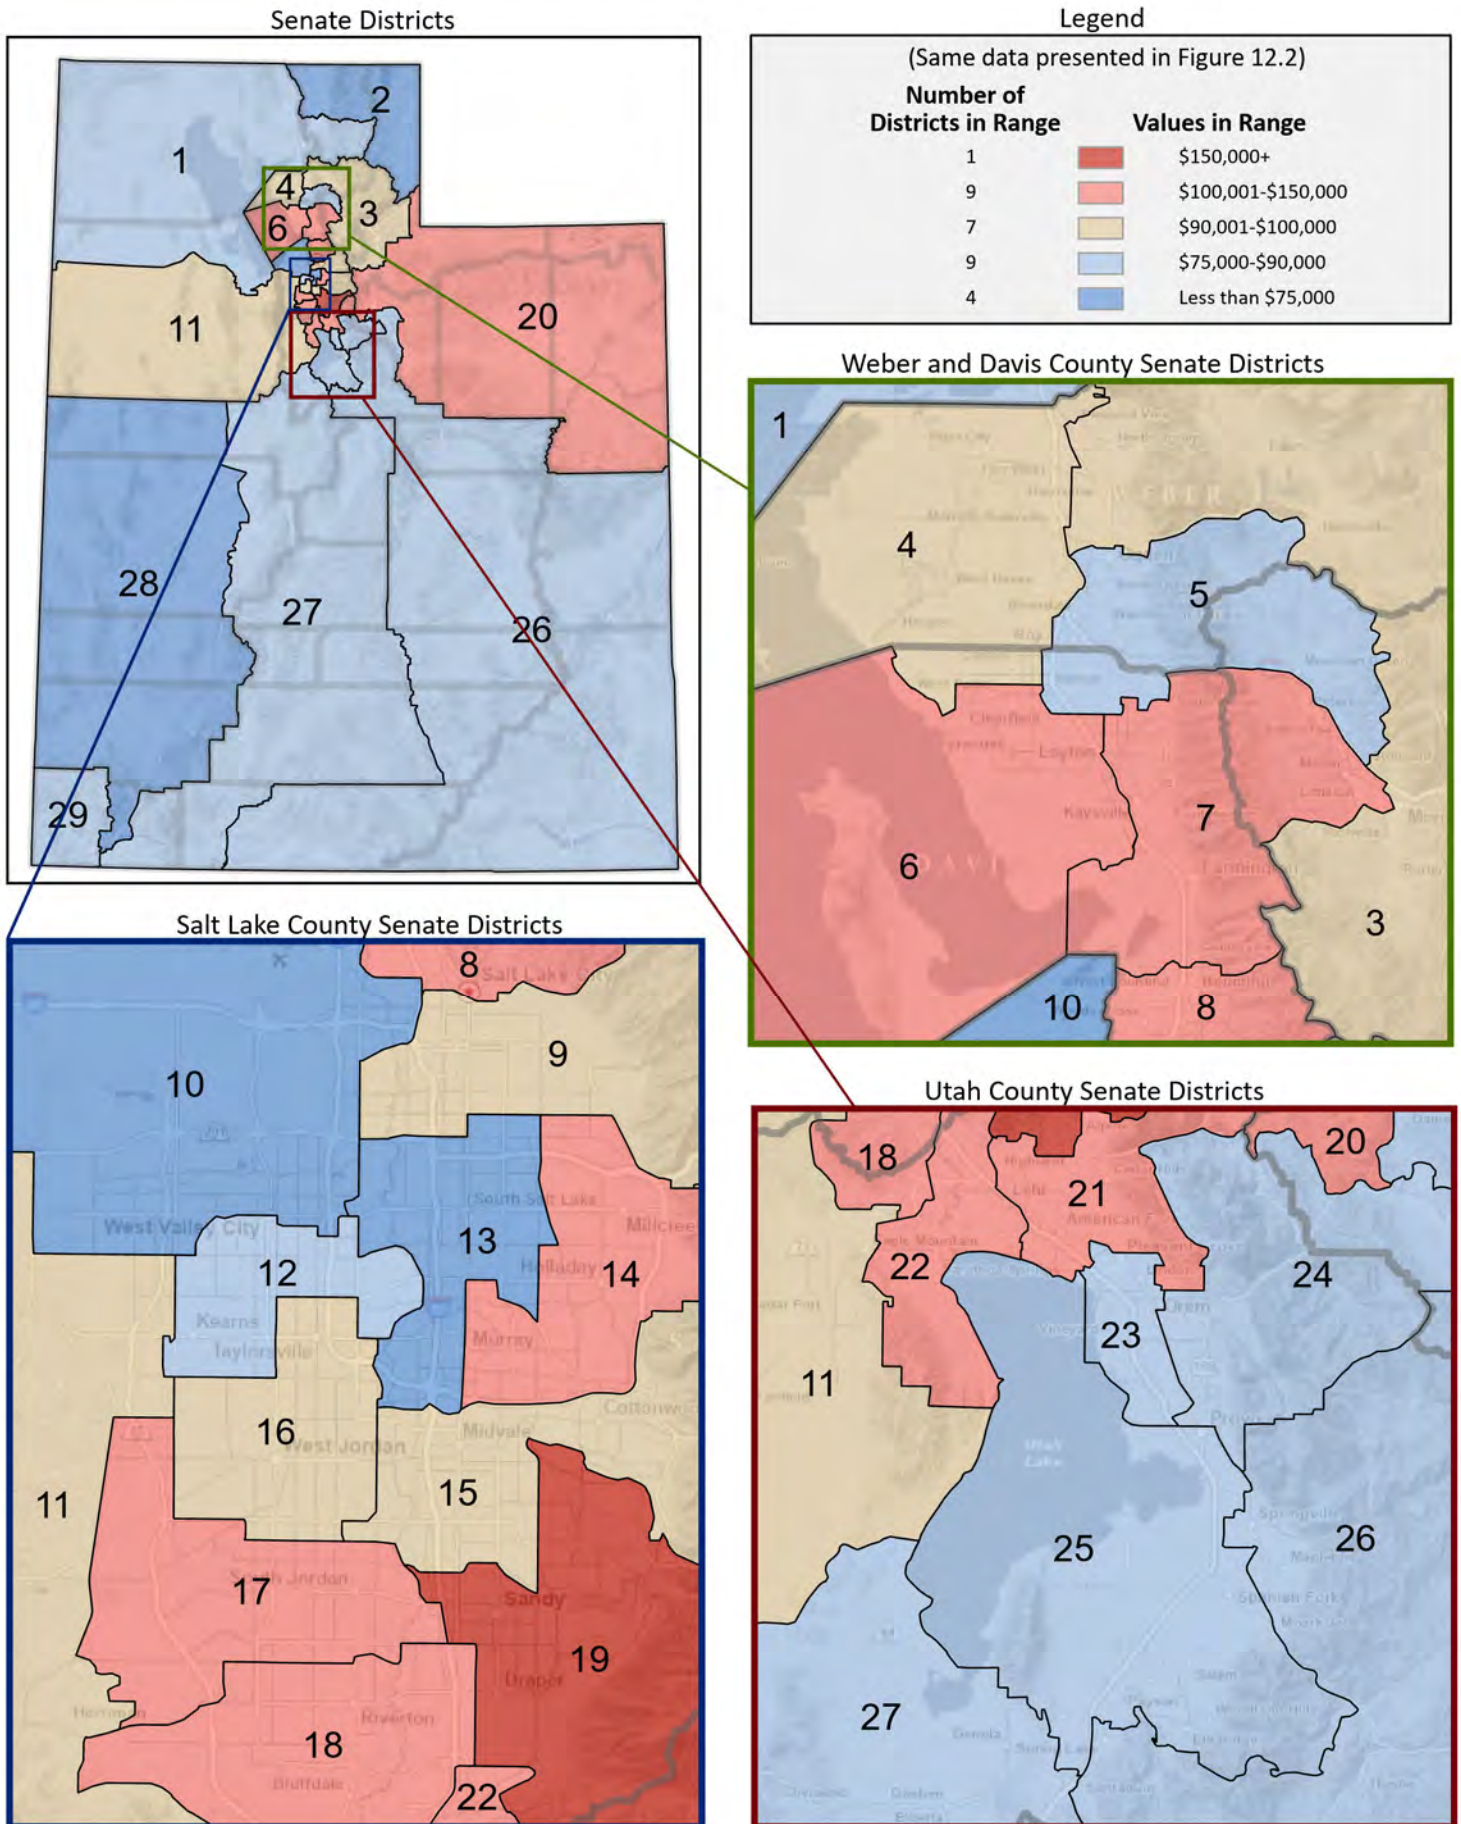 Senate Districts
1
2
3
4
6
11
20
28
27
26
29
Legend
(Same data presented in Figure 12.2)
Number of
Districts in Range
Values in Range
1 $150,000+
9 $100,001-$150,000
7 $90,001-$100,000
9 $75,000-$90,000
4 Less than $75,000
Weber and Davis County Senate Districts
1
4
WEBER
5
Clearfield
Layton
Kaysville
6
DAVI
7
Farmington
3
10
8
Salt Lake County Senate Districts
8
Salt Lake City
9
10
South Salt Lake
West Valley City
Millcree
13
12
Holladay
14
Kearns
Taylorsville
Murray
Cottonwo
16
West Jordan
Midvale
15
11
17
South Jordan
Sandy
19
Draper
Herriman
Riverton
18
Bluffdale
22
Utah County Senate Districts
18
20
Highland
Lehi
21
American F
Eagle Mountain
22
24
Orem
Vineyard
23
11
Provo
Utah
Lake
25
Springville
26
Spanish Fork
Salem
27
Genola